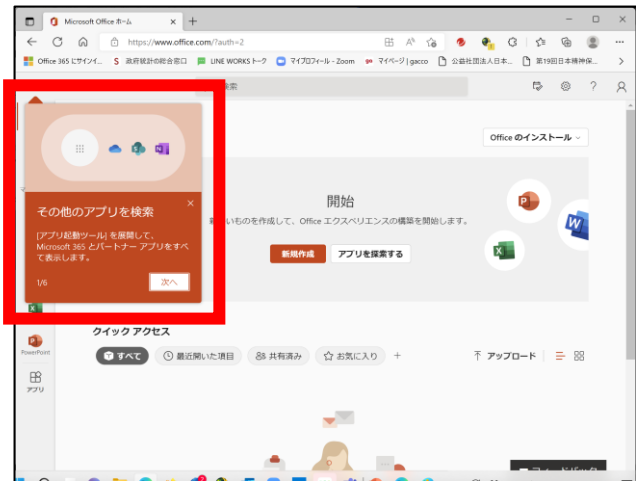 Microsoft Office ホーム
https://www.office.com/?auth=2
Office 365 にサインイ...
政府統計の総合窓口
LINE WORKS トーク
マイプロフィール - Zoom
マイページ | gacco
公益社団法人日本...
第19回日本精神保...
検索
Office のインストール
その他のアプリを検索
[アプリ起動ツール] を展開して、
Microsoft 365 とパートナー アプリをすべ
て表示します。
1/6
次へ
開始
いものを作成して、Office エクスペリエンスの構築を開始します。
新規作成
アプリを探索する
PowerPoint
アプリ
クイック アクセス
すべて
最近開いた項目
共有済み
お気に入り
アップロード